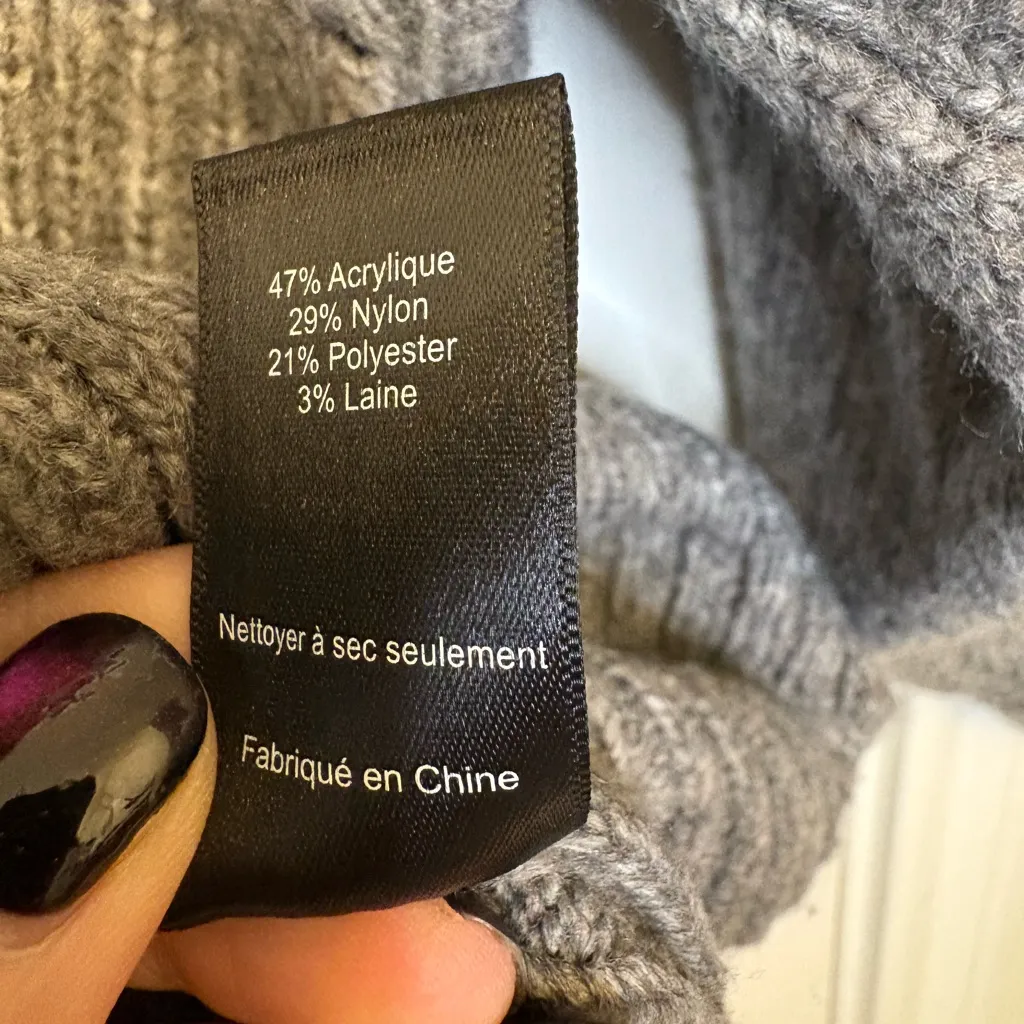 47% Acrylique
29% Nylon
21% Polyester
3% Laine
Nettoyer à sec seulement
Fabriqué en Chine